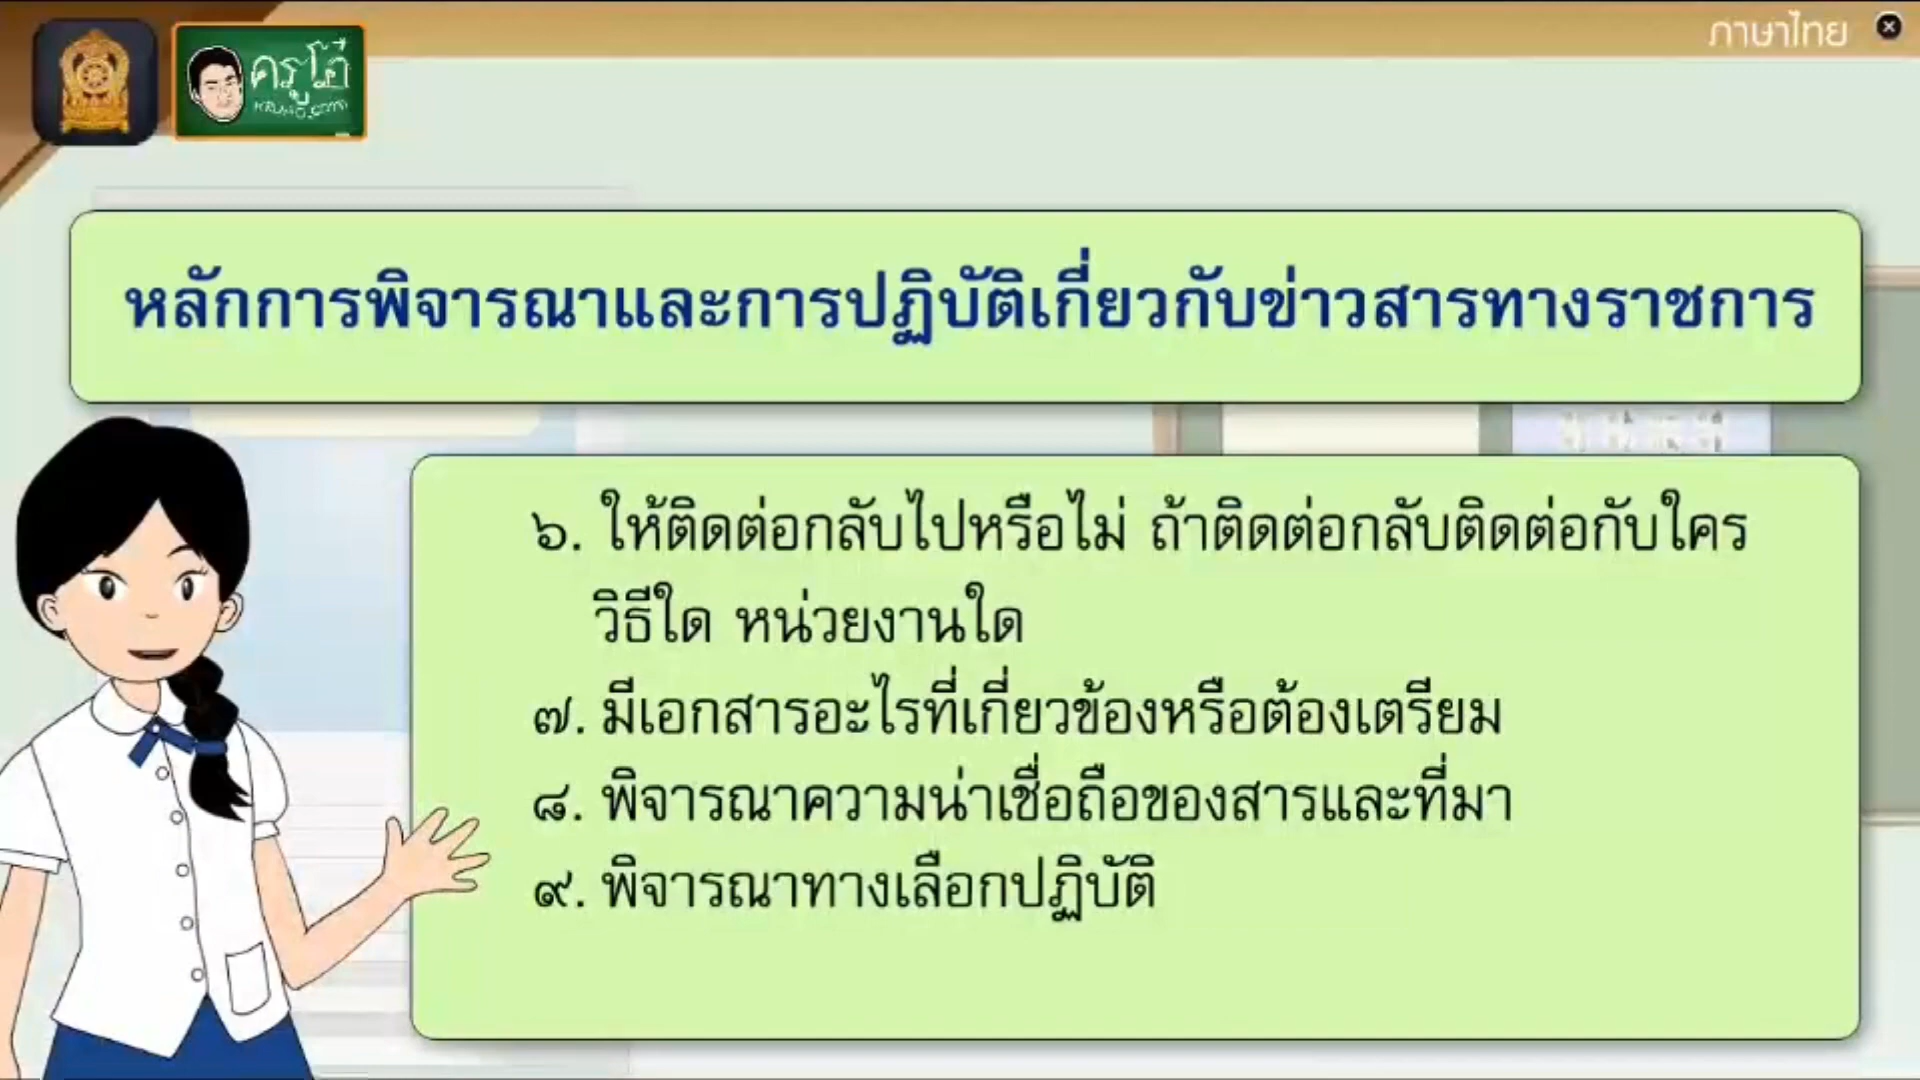 ภาษาไทย
ครูโอ๋
หลักการพิจารณาและการปฏิบัติเกี่ยวกับข่าวสารทางราชการ
๖. ให้ติดต่อกลับไปหรือไม่ ถ้าติดต่อกลับติดต่อกับใคร
วิธีใด หน่วยงานใด
๗. มีเอกสารอะไรที่เกี่ยวข้องหรือต้องเตรียม
๘. พิจารณาความน่าเชื่อถือของสารและที่มา
๙. พิจารณาทางเลือกปฏิบัติ